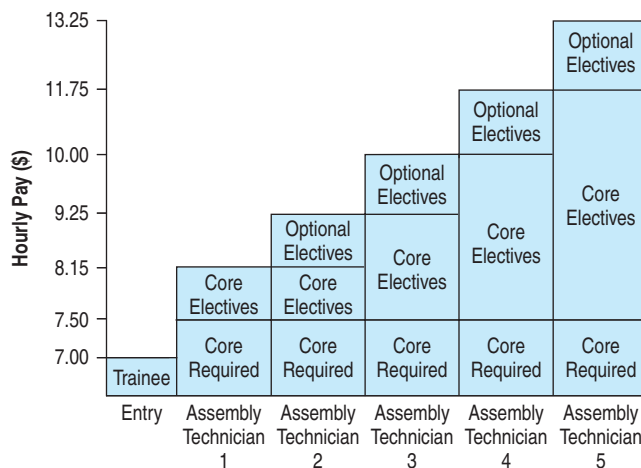 Hourly Pay ($)
13.25
11.75
10.00
9.25
8.15
7.50
7.00
Optional
Electives
Optional
Electives
Optional
Electives
Optional
Electives
Core
Electives
Core
Electives
Core
Electives
Core
Electives
Core
Electives
Trainee
Core
Required
Core
Required
Core
Required
Core
Required
Core
Required
Entry
Assembly
Technician
1
Assembly
Technician
2
Assembly
Technician
3
Assembly
Technician
4
Assembly
Technician
5